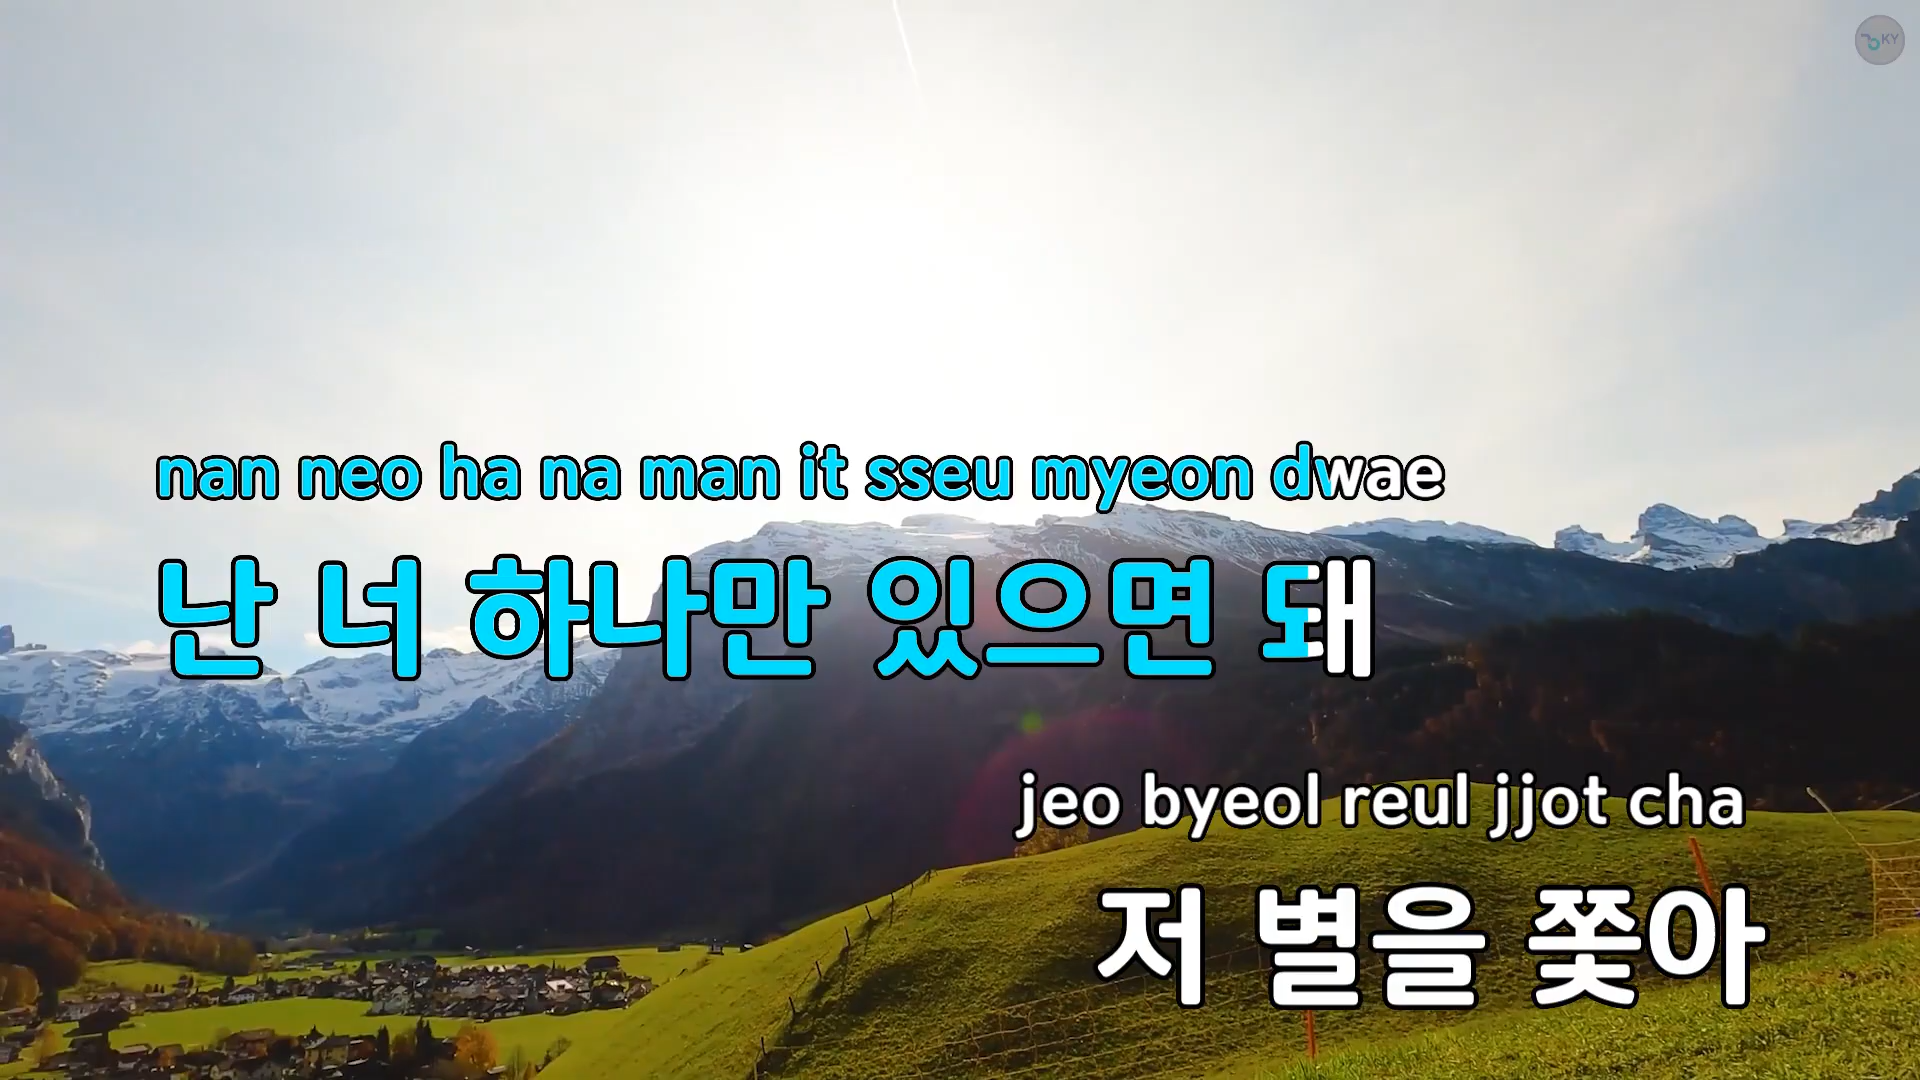 KY
nan neo ha na man it sseu myeon dwae
난 너 하나만 있으면 돼
jeo byeol reul jjot cha
저 별을 쫓아